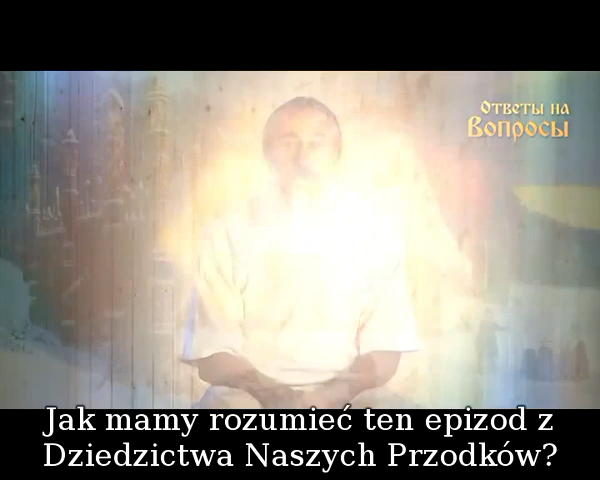 Ответы на
Вопросы
Jak mamy rozumieć ten epizod z
Dziedzictwa Naszych Przodków?